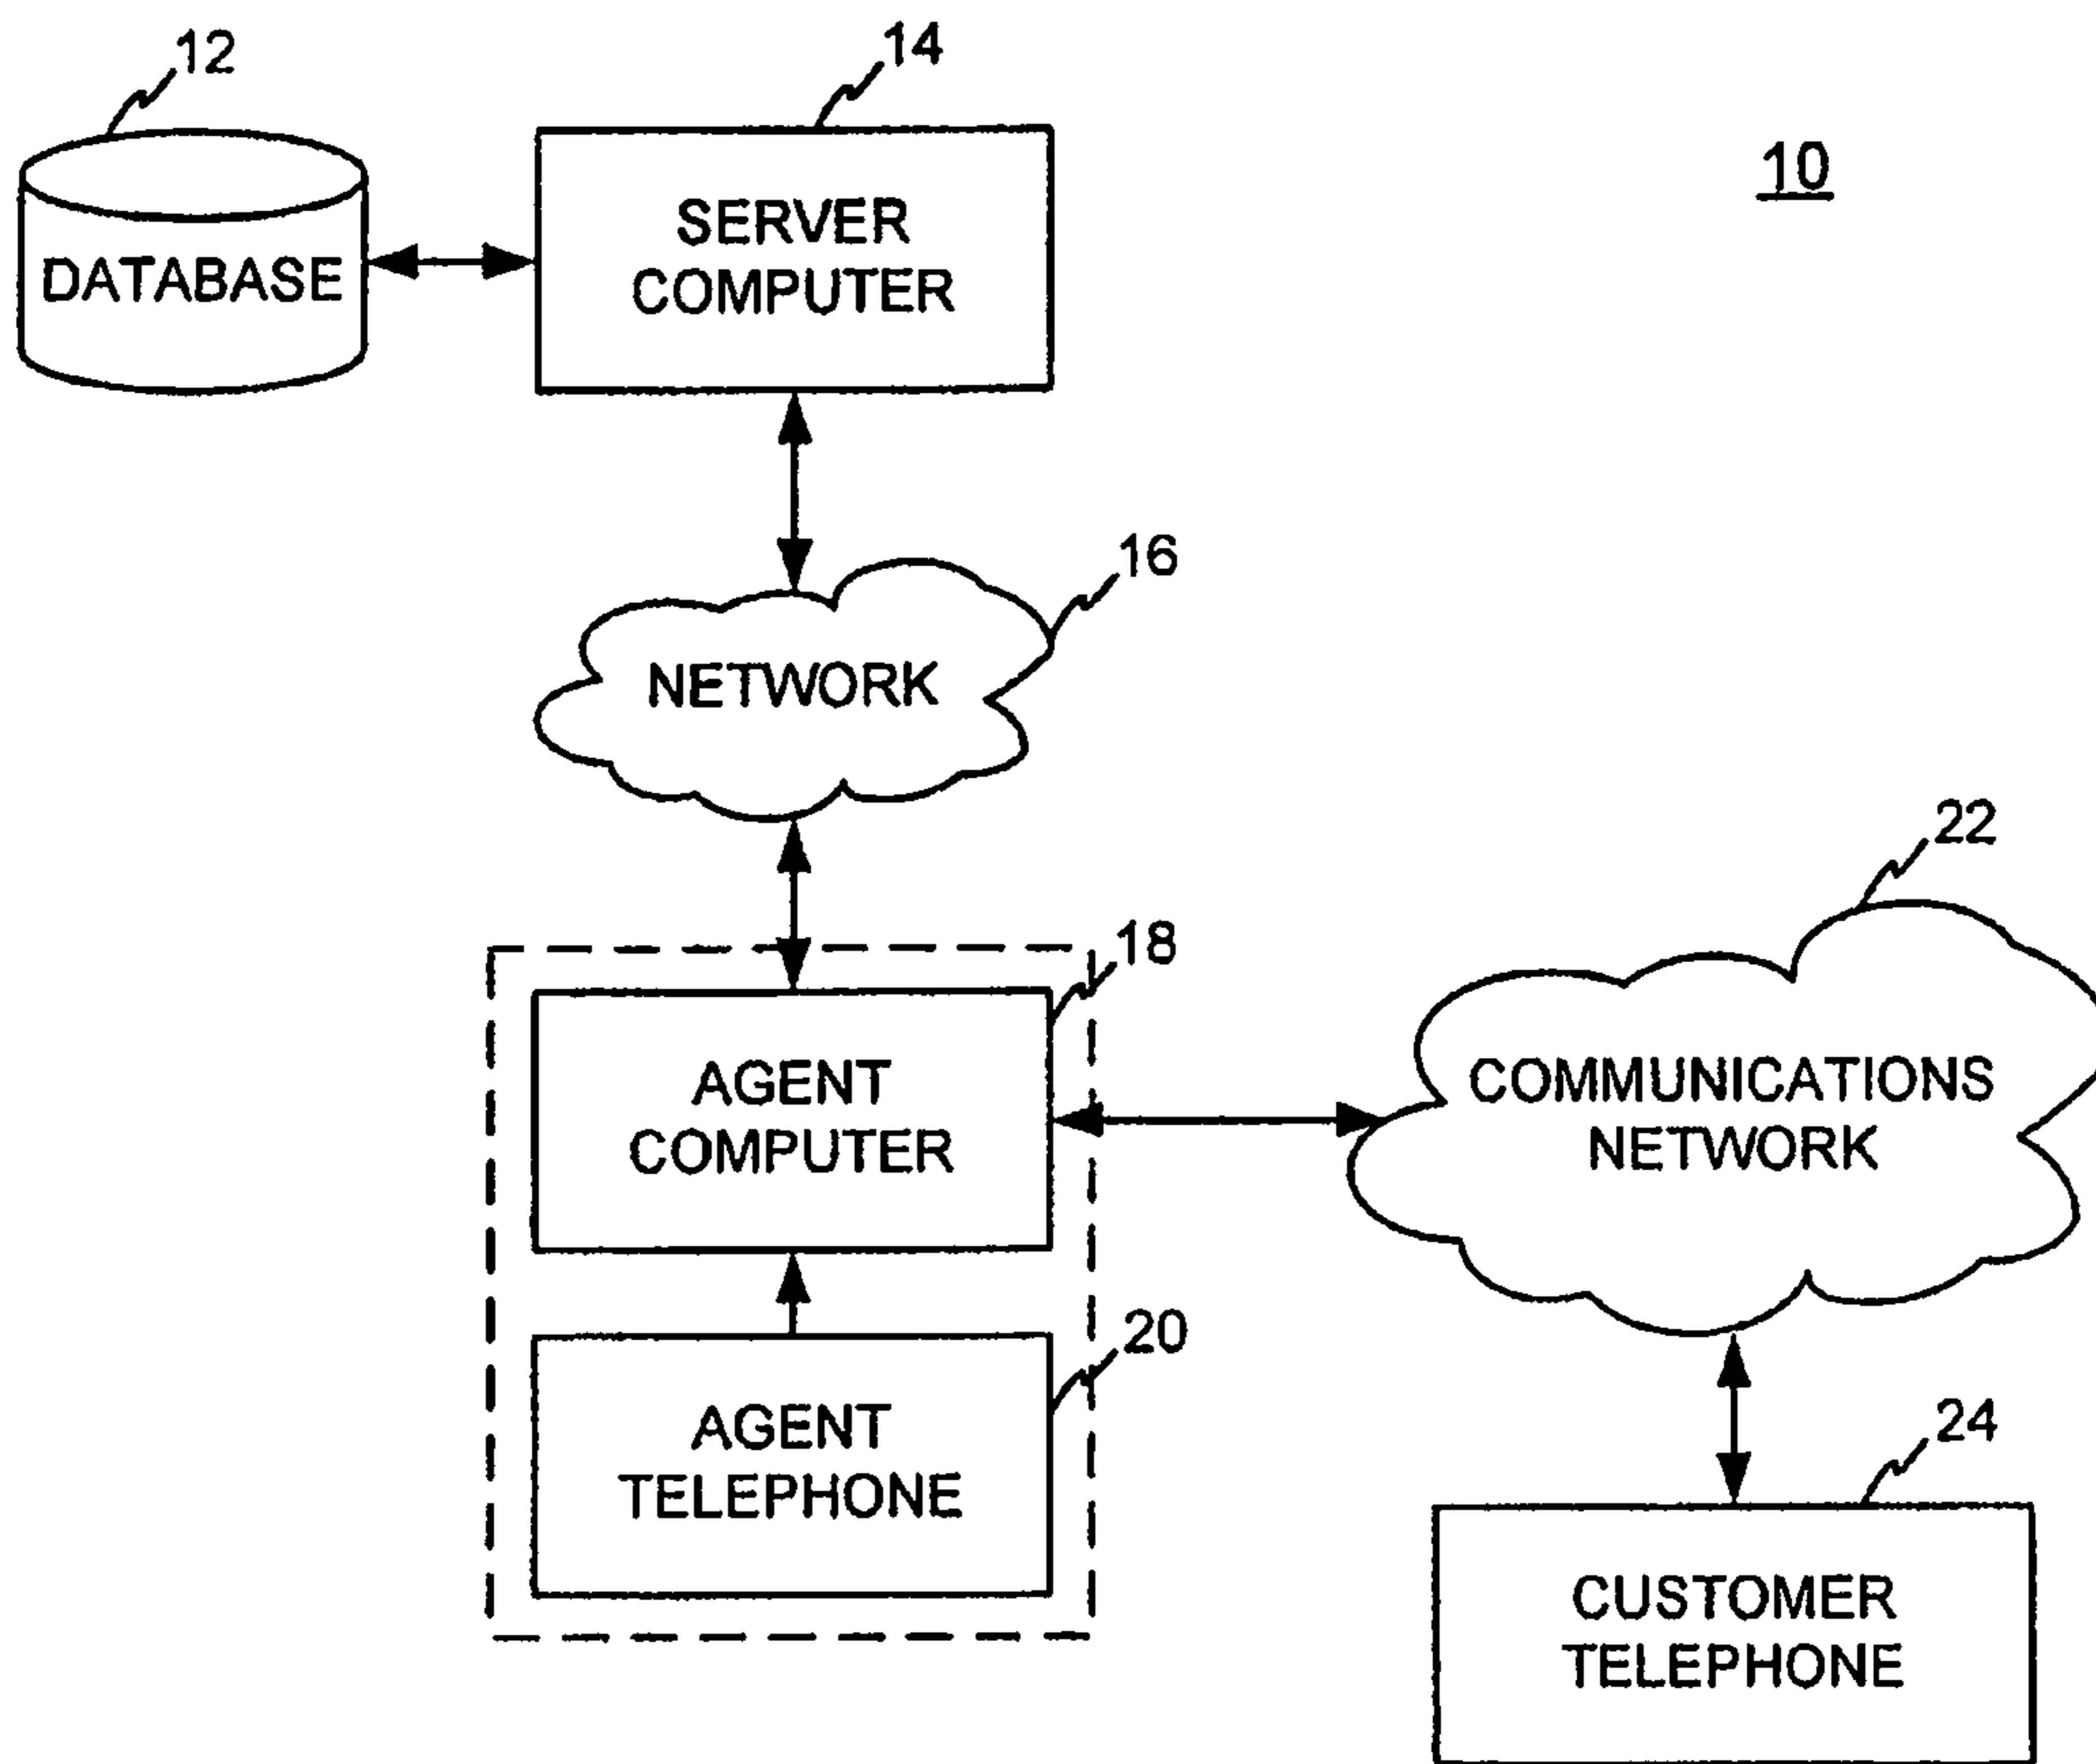 12
14
10
DATABASE
SERVER
COMPUTER
16
NETWORK
22
18
AGENT
COMPUTER
COMMUNICATIONS
NETWORK
20
AGENT
TELEPHONE
24
CUSTOMER
TELEPHONE